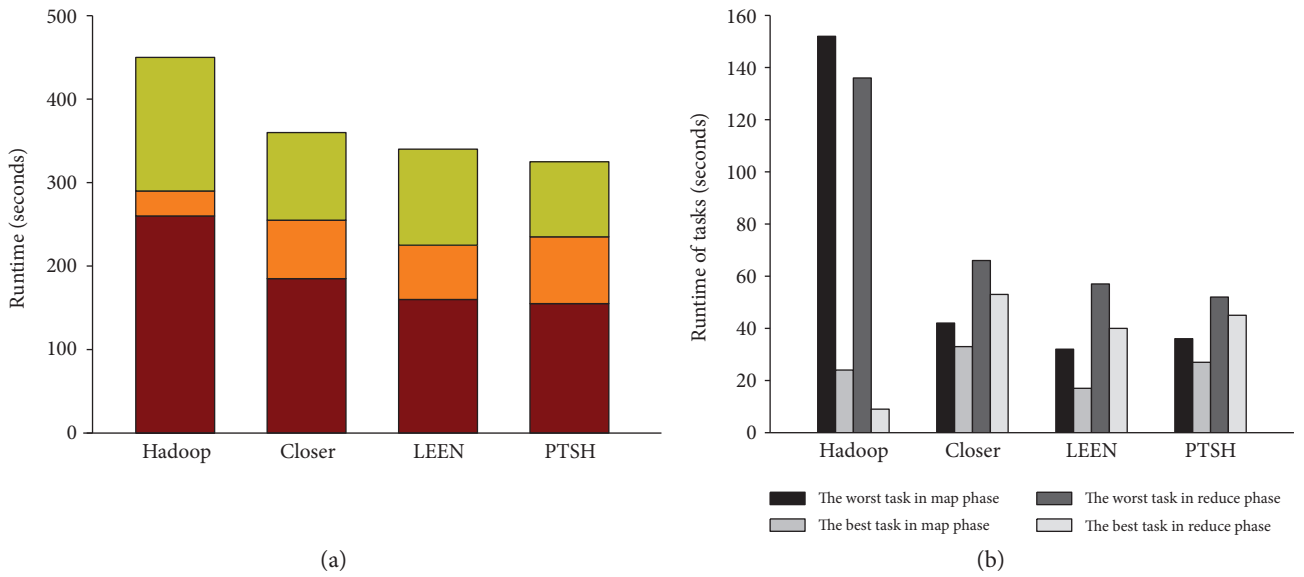 500
400
300
200
100
0
Runtime (seconds)
Hadoop Closer LEEN PTSH
(a)
160
140
120
100
80
60
40
20
0
Runtime of tasks (seconds)
Hadoop Closer LEEN PTSH
The worst task in map phase
The best task in map phase
The worst task in reduce phase
The best task in reduce phase
(b)